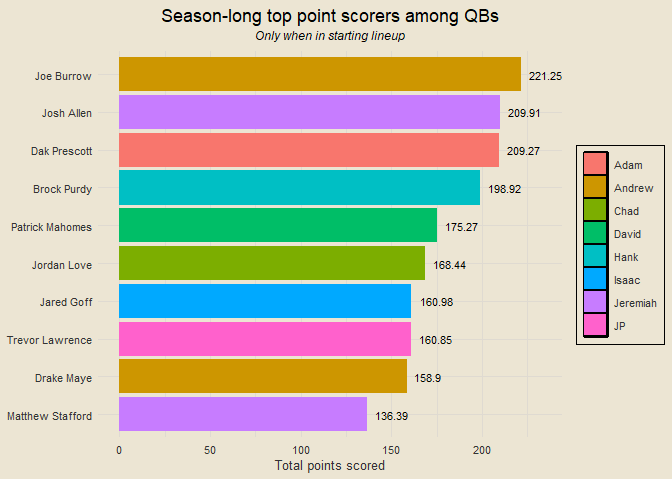 Season-long top point scorers among QBs
Only when in starting lineup
Joe Burrow 221.25
Josh Allen 209.91
Dak Prescott 209.27
Brock Purdy 198.92
Patrick Mahomes 175.27
Jordan Love 168.44
Jared Goff 160.98
Trevor Lawrence 160.85
Drake Maye 158.9
Matthew Stafford 136.39
0 50 100 150 200
Total points scored
Adam
Andrew
Chad
David
Hank
Isaac
Jeremiah
JP